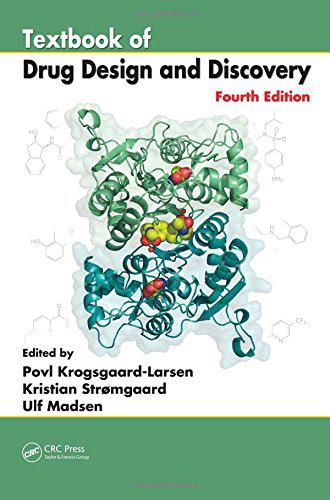 Textbook of
Drug Design and Discovery
Fourth Edition
Edited by
Povl Krogsgaard-Larsen
Kristian Strømgaard
Ulf Madsen
CRC
CRC Press
Taylor & Francis Group